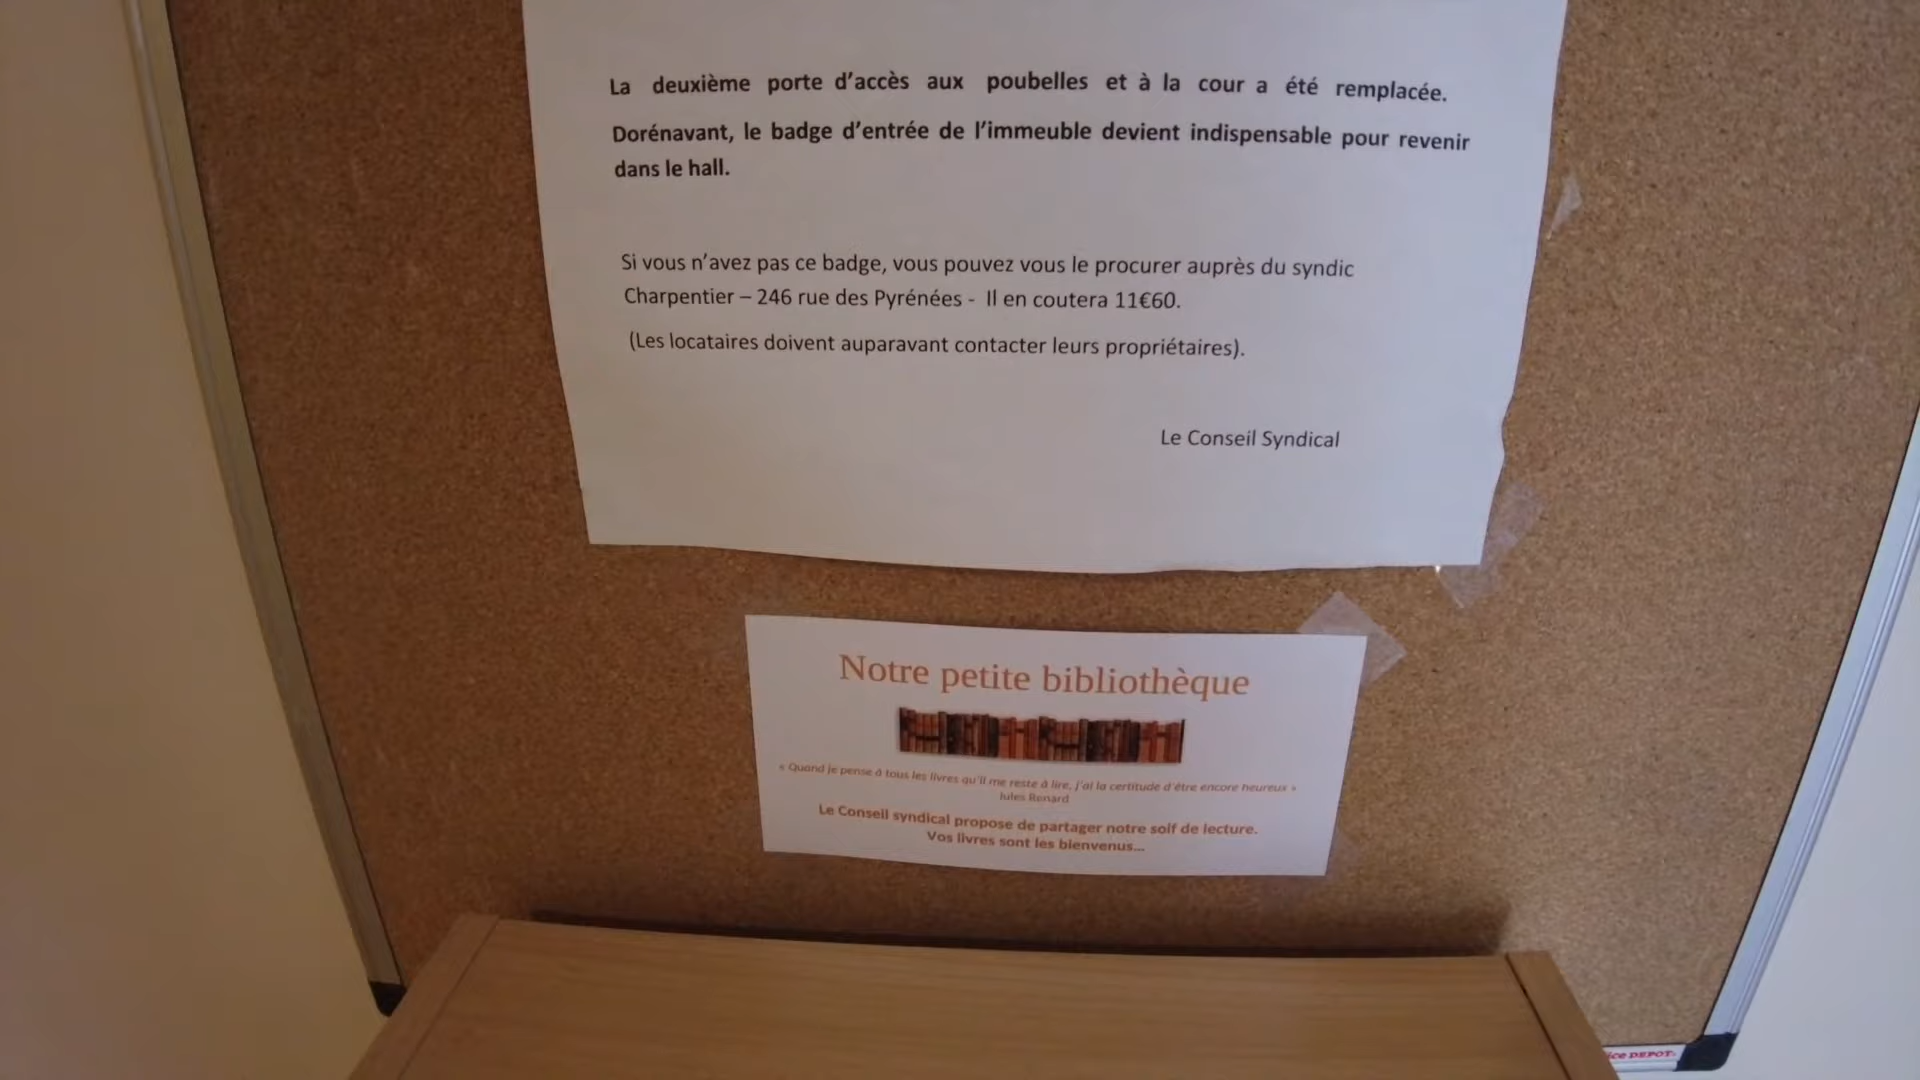 La deuxième porte d’accès aux poubelles et à la cour a été remplacée.
Dorénavant, le badge d’entrée de l’immeuble devient indispensable pour revenir
dans le hall.
Si vous n’avez pas ce badge, vous pouvez vous le procurer auprès du syndic
Charpentier – 246 rue des Pyrénées - Il en coutera 11€60.
(Les locataires doivent auparavant contacter leurs propriétaires).
Le Conseil Syndical
Notre petite bibliothèque
« Quand je pense à tous les livres qu’il me reste à lire, j’ai la certitude d’être encore heureux »
Jules Renard
Le Conseil syndical propose de partager notre soif de lecture.
Vos livres sont les bienvenus...
ice DEPOT